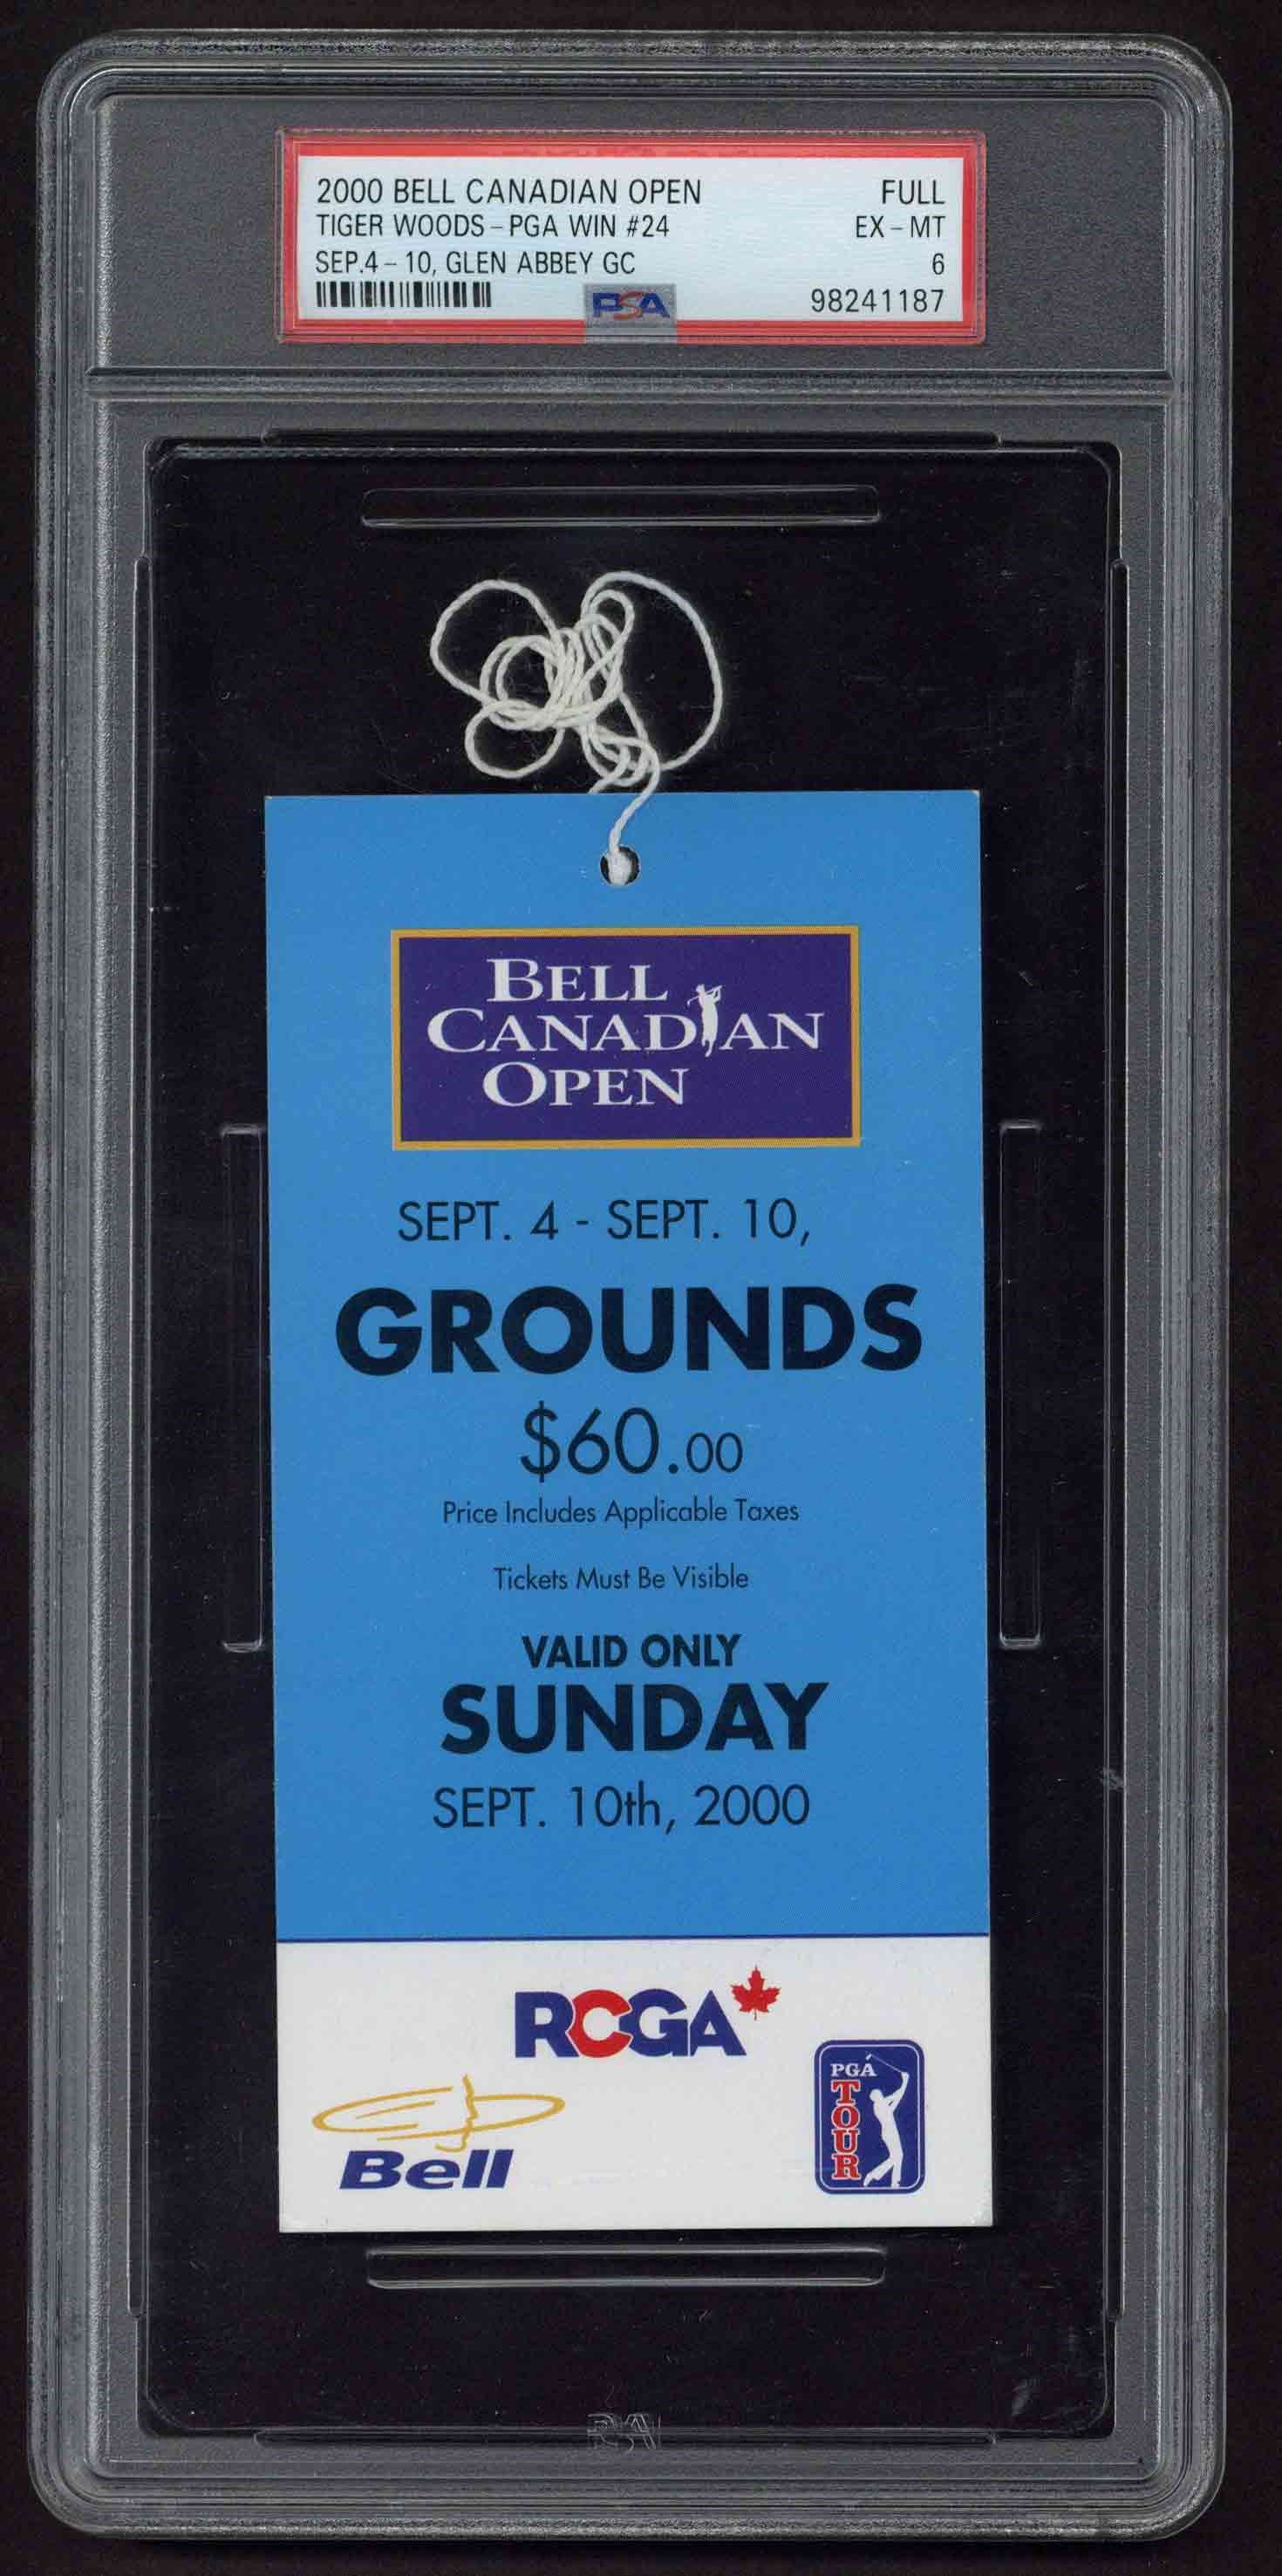 2000 BELL CANADIAN OPEN FULL
TIGER WOODS - PGA WIN #24 EX - MT
SEP.4 - 10, GLEN ABBEY GC 6
PSA 98241187
BELL
CANADIAN
OPEN
SEPT. 4 - SEPT. 10,
GROUNDS
$60.00
Price Includes Applicable Taxes
Tickets Must Be Visible
VALID ONLY
SUNDAY
SEPT. 10th, 2000
RCGA
Bell
PGA
TOUR
PSA